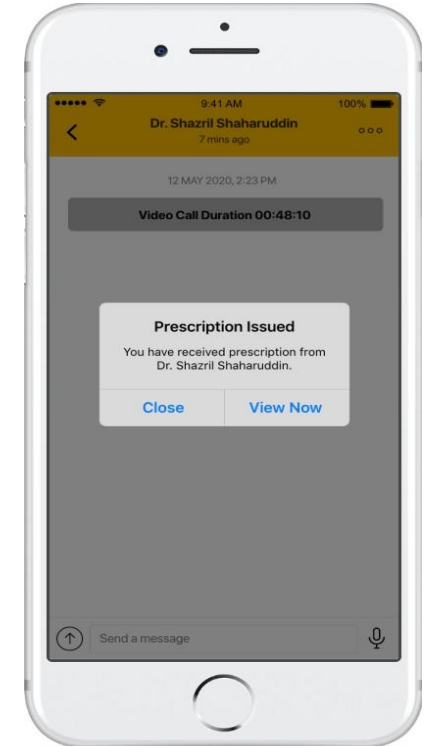 9:41 AM
100%
Dr. Shazril Shaharuddin
7 mins ago
12 MAY 2020, 2:23 PM
Video Call Duration 00:48:10
Prescription Issued
You have received prescription from
Dr. Shazril Shaharuddin.
Close
View Now
Send a message